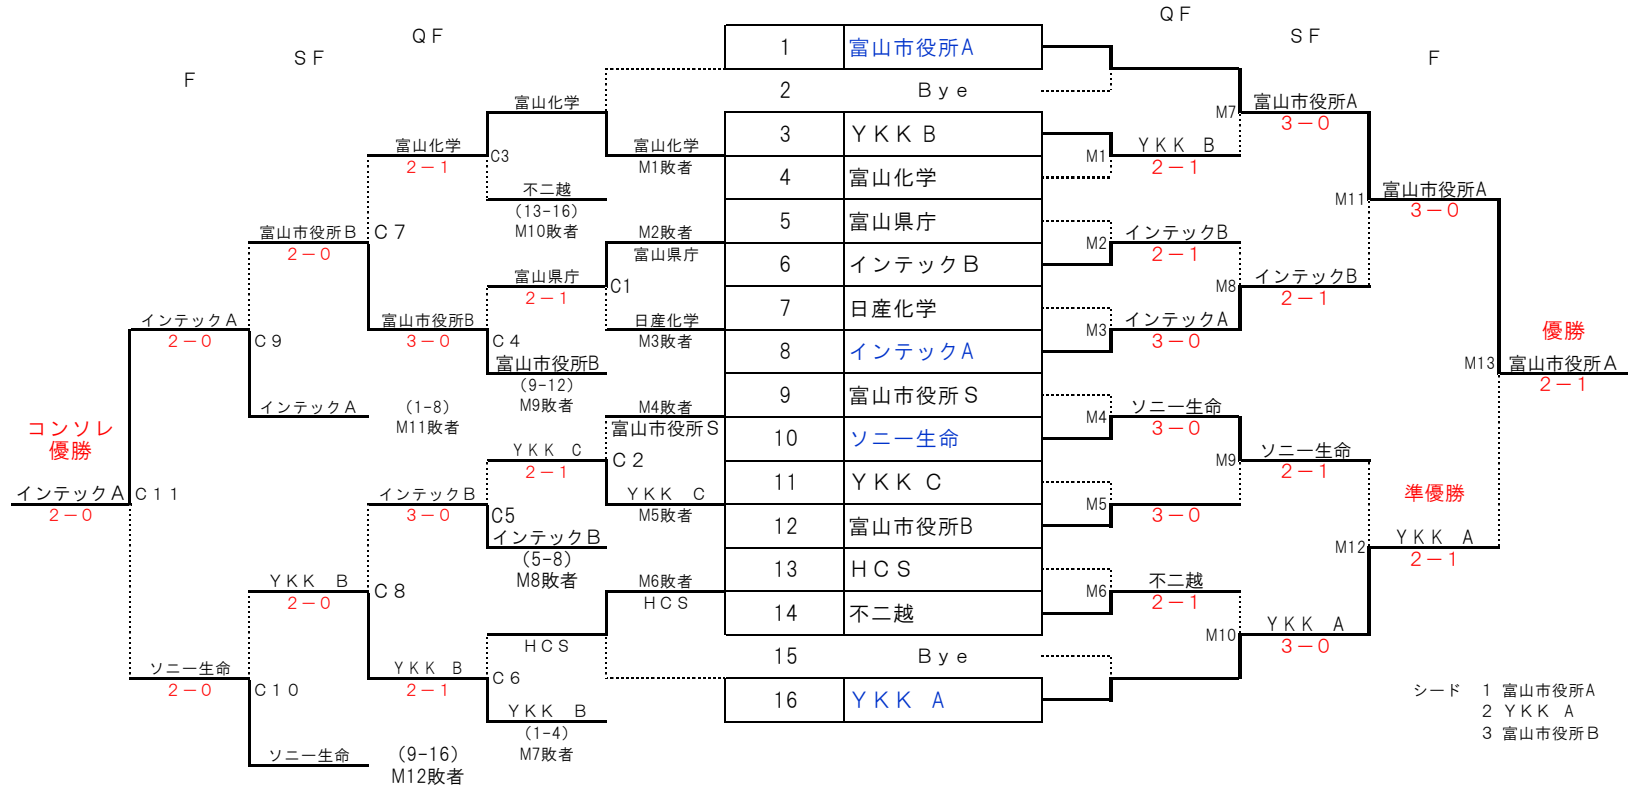 F
SF
QF
1 富山市役所A
2 Bye
3 YKK B
4 富山化学
5 富山県庁
6 インテックB
7 日産化学
8 インテックA
9 富山市役所S
10 ソニー生命
11 YKK C
12 富山市役所B
13 HCS
14 不二越
15 Bye
16 YKK A
QF
SF
F
富山化学
M1敗者
M2敗者
富山県庁
日産化学
M3敗者
M4敗者
富山市役所S
YKK C
M5敗者
M6敗者
HCS
富山化学
C3
不二越
(13-16)
M10敗者
富山県庁
2-1
C1
C4
富山市役所B
(9-12)
M9敗者
YKK C
2-1
C2
C5
インテックB
(5-8)
M8敗者
HCS
C6
YKK B
(1-4)
M7敗者
富山化学
2-1
C7
富山市役所B
3-0
インテックB
3-0
C8
YKK B
2-1
富山市役所B
2-0
C9
インテックA
(1-8)
M11敗者
YKK B
2-0
C10
ソニー生命
(9-16)
M12敗者
インテックA
2-0
ソニー生命
2-0
コンソレ
優勝
インテックA
2-0
C11
M1
YKK B
2-1
M2
インテックB
2-1
M3
インテックA
3-0
M4
ソニー生命
3-0
M5
3-0
M6
不二越
2-1
M7
富山市役所A
3-0
M8
インテックB
2-1
M9
ソニー生命
2-1
M10
YKK A
3-0
M11
富山市役所A
3-0
M12
準優勝
YKK A
2-1
M13
優勝
富山市役所A
2-1
シード 1 富山市役所A
2 YKK A
3 富山市役所B